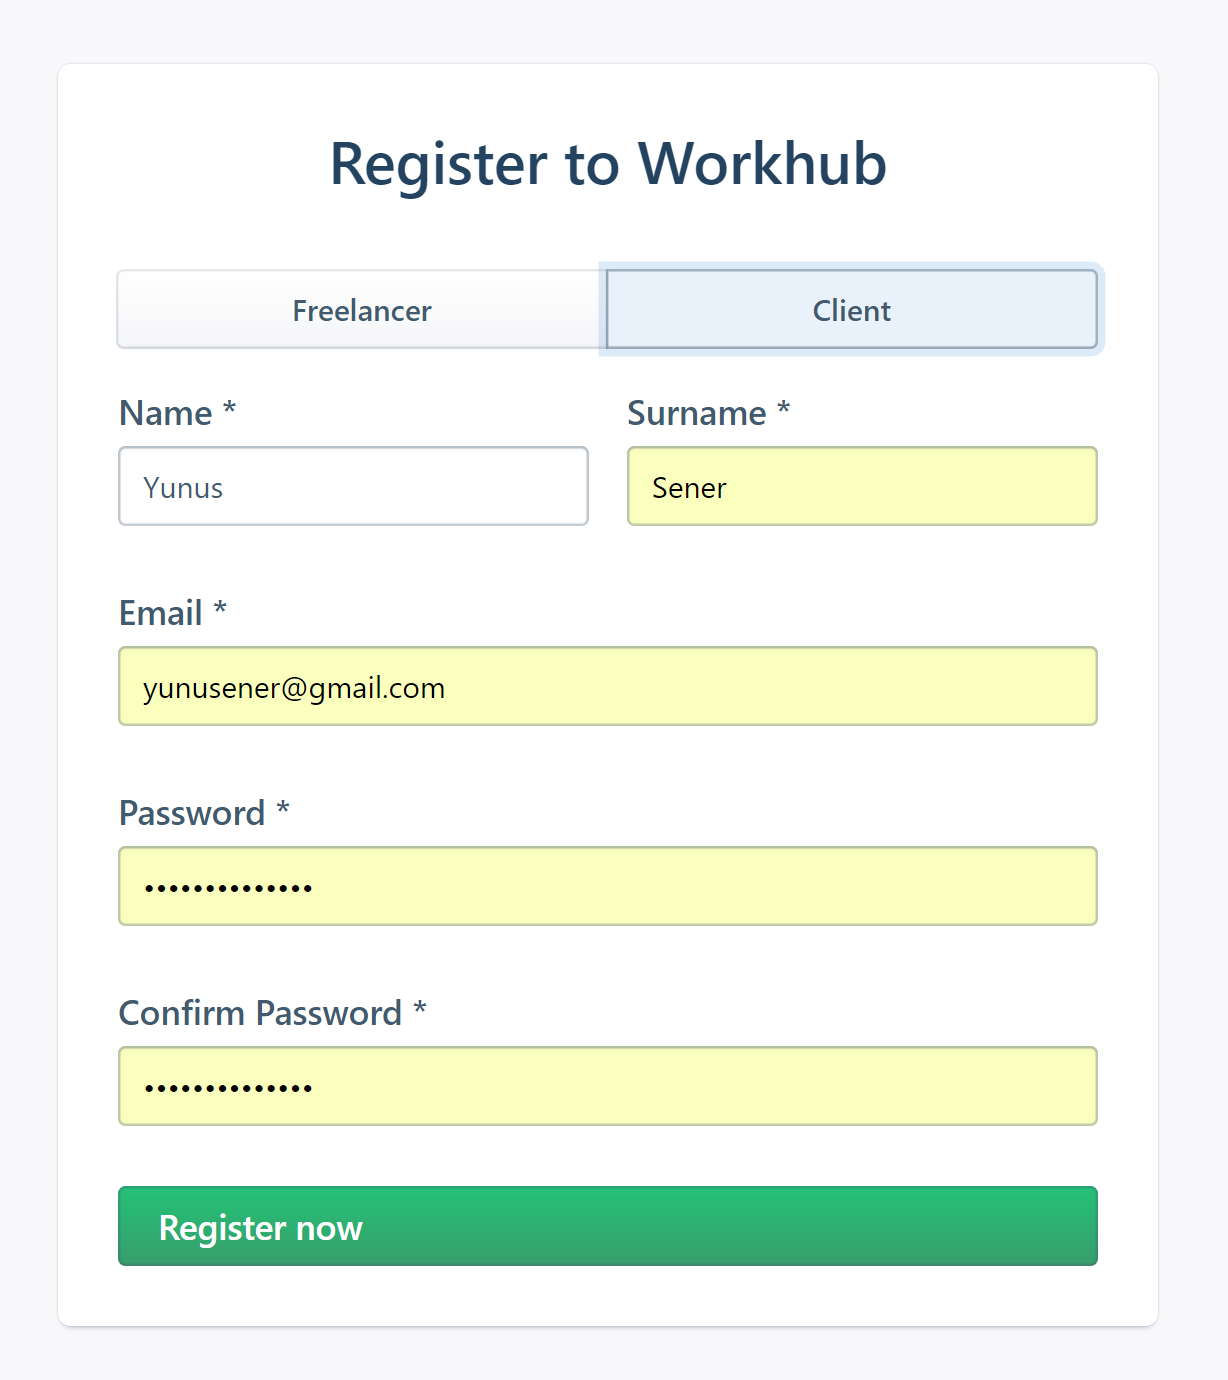 Register to Workhub
Freelancer Client
Name * Surname *
Yunus Sener
Email *
yunusener@gmail.com
Password *
••••••••••••••
Confirm Password *
••••••••••••••
Register now